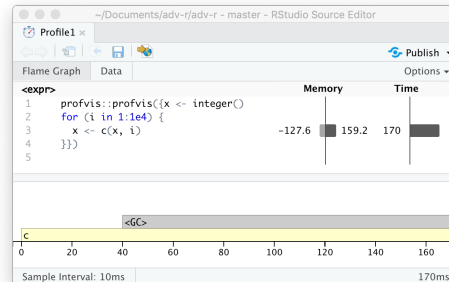 ~/Documents/adv-r/adv-r - master - RStudio Source Editor
Profile1 ×
Publish
Flame Graph Data Options
<expr> Memory Time
1 profvis::profvis({x <- integer()
2 for (i in 1:1e4) {
3 x <- c(x, i) -127.6 159.2 170
4 }})
5
<GC>
c
0 20 40 60 80 100 120 140 160
Sample Interval: 10ms 170ms